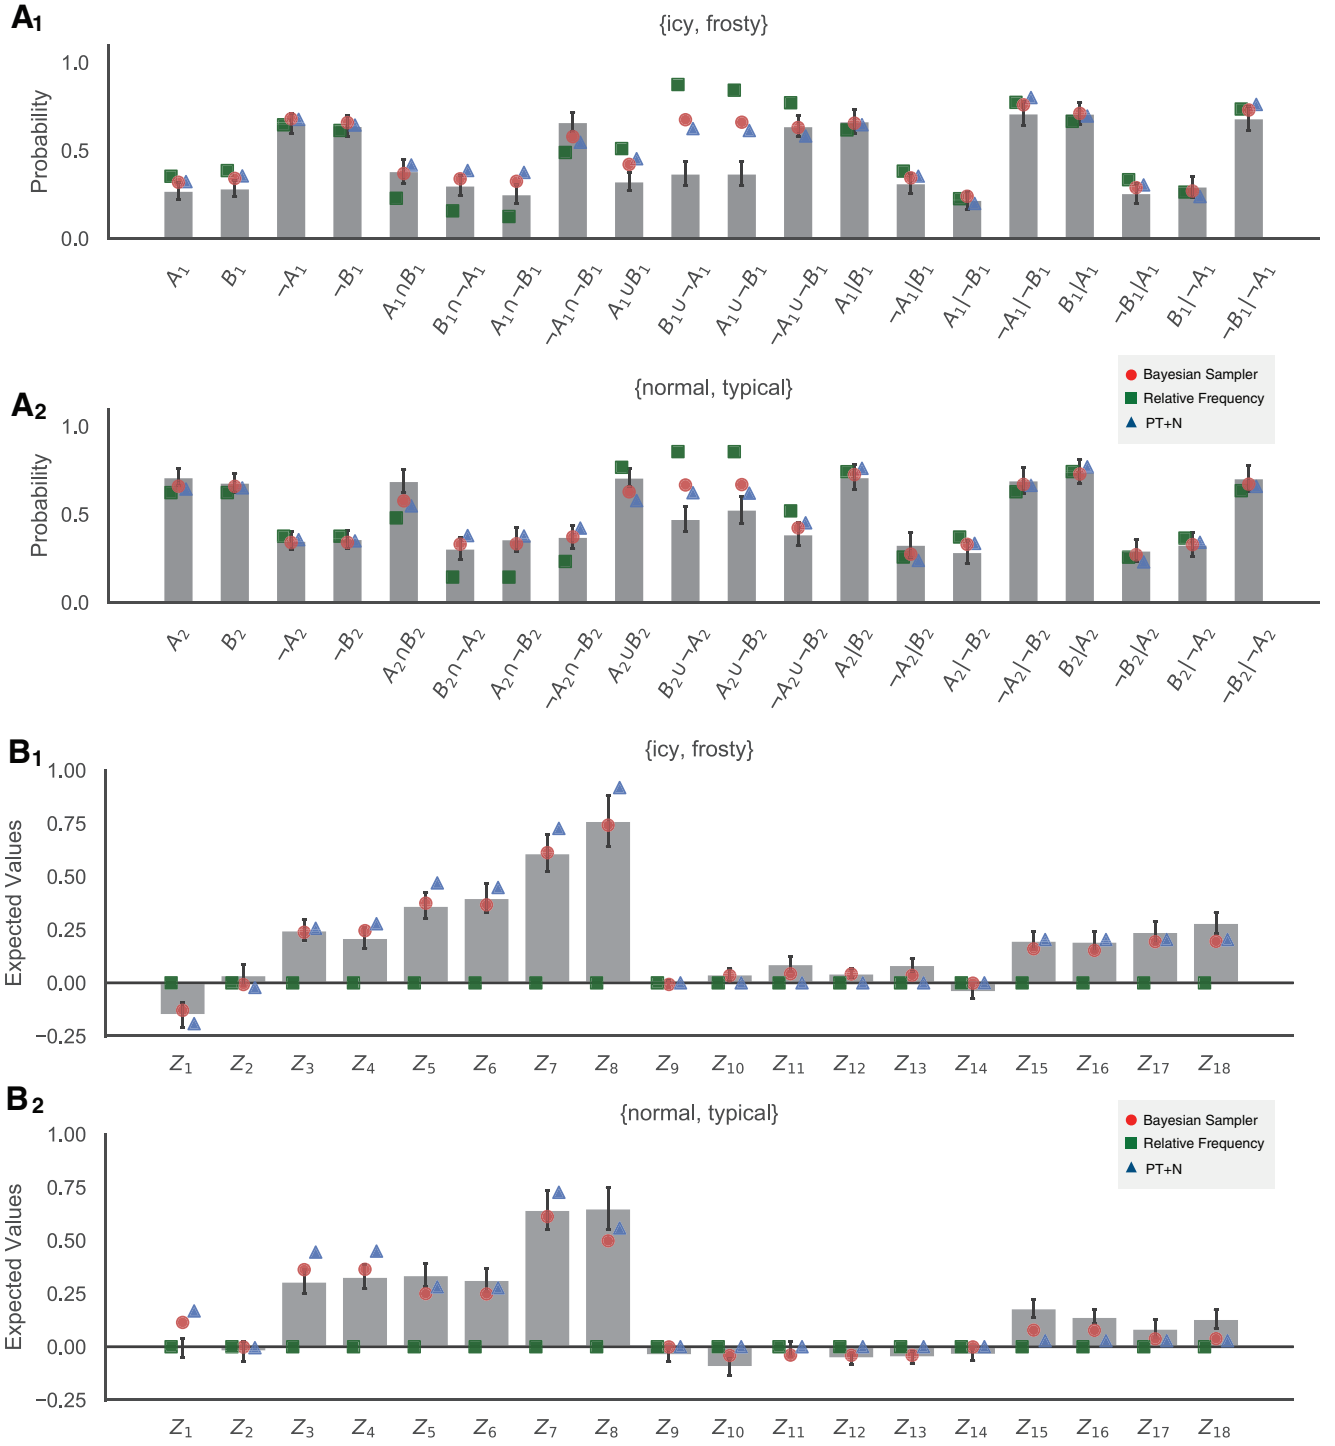 A1
{icy, frosty}
Probability
1.0
0.5
0.0
A1 B1 ¬A1 ¬B1 A1∩B1 B1∩¬A1 A1∩¬B1 ¬A1∩¬B1 A1∪B1 B1∪¬A1 A1∪¬B1 ¬A1∪¬B1 A1|B1 ¬A1|B1 A1|¬B1 ¬A1|¬B1 B1|A1 ¬B1|A1 B1|¬A1 ¬B1|¬A1
Bayesian Sampler
Relative Frequency
PT+N
A2
{normal, typical}
Probability
1.0
0.5
0.0
A2 B2 ¬A2 ¬B2 A2∩B2 B2∩¬A2 A2∩¬B2 ¬A2∩¬B2 A2∪B2 B2∪¬A2 A2∪¬B2 ¬A2∪¬B2 A2|B2 ¬A2|B2 A2|¬B2 ¬A2|¬B2 B2|A2 ¬B2|A2 B2|¬A2 ¬B2|¬A2
B1
{icy, frosty}
Expected Values
1.00
0.75
0.50
0.25
0.00
−0.25
Z1 Z2 Z3 Z4 Z5 Z6 Z7 Z8 Z9 Z10 Z11 Z12 Z13 Z14 Z15 Z16 Z17 Z18
B2
{normal, typical}
Bayesian Sampler
Relative Frequency
PT+N
Expected Values
1.00
0.75
0.50
0.25
0.00
−0.25
Z1 Z2 Z3 Z4 Z5 Z6 Z7 Z8 Z9 Z10 Z11 Z12 Z13 Z14 Z15 Z16 Z17 Z18